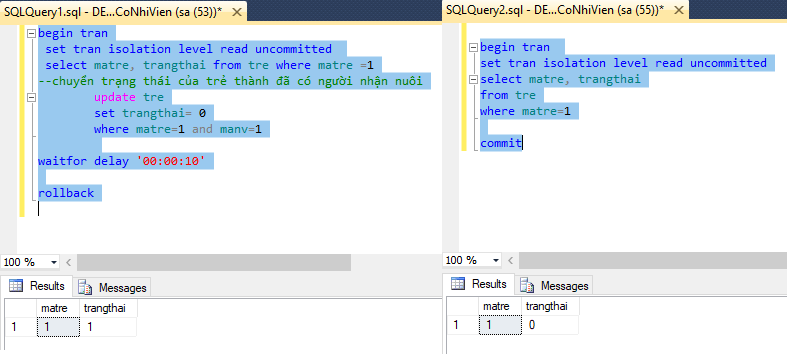 SQLQuery1.sql - DE...CoNhiVien (sa (53))*
begin tran
set tran isolation level read uncommitted
select matre, trangthai from tre where matre =1
--chuyển trạng thái của trẻ thành đã có người nhận nuôi
update tre
set trangthai= 0
where matre=1 and manv=1
waitfor delay '00:00:10'
rollback
100 %
Results Messages
matre trangthai
1 1 1
SQLQuery2.sql - DE...CoNhiVien (sa (55))*
begin tran
set tran isolation level read uncommitted
select matre, trangthai
from tre
where matre=1
commit
100 %
Results Messages
matre trangthai
1 1 0